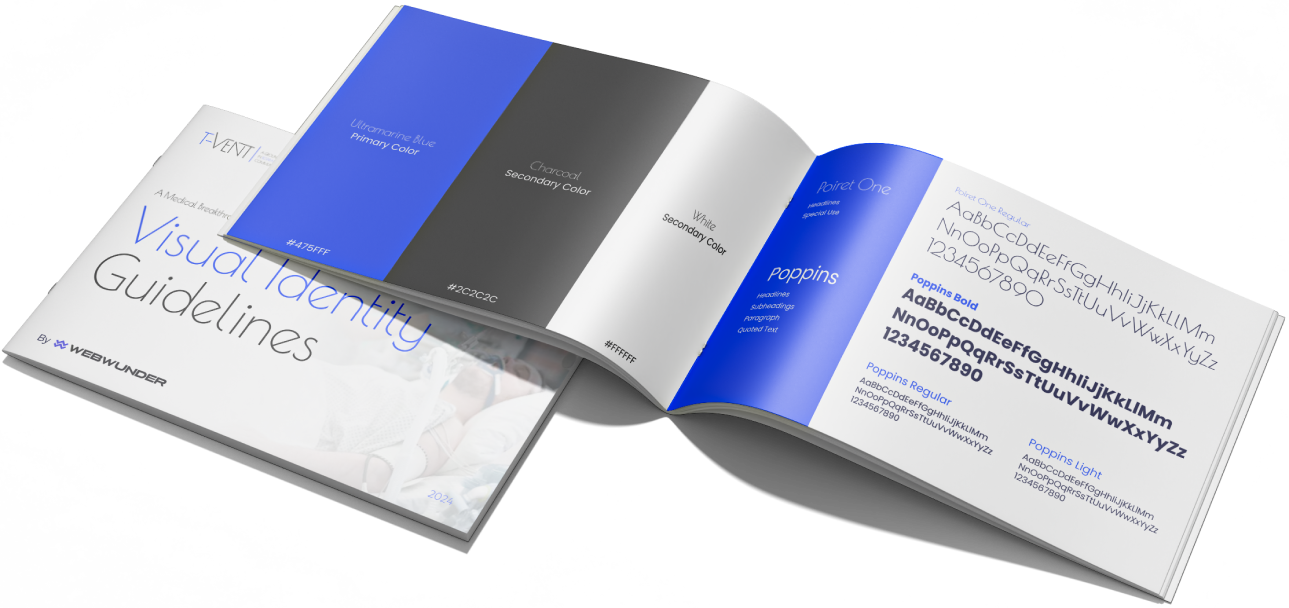 T-VENT
A Medical Breakthr
Visual Identity
Guidelines
By WEBWUNDER
2024
Ultramarine Blue
Primary Color
#475FFF
Charcoal
Secondary Color
#2C2C2C
White
Secondary Color
#FFFFFF
Poiret One
Headlines
Special Use
Poppins
Headlines
Subheadings
Paragraph
Quoted Text
Poiret One Regular
AaBbCcDdEeFfGgHhIiJjKkLlMm
NnOoPpQqRrSsTtUuVvWwXxYyZz
1234567890
Poppins Bold
AaBbCcDdEeFfGgHhIiJjKkLlMm
NnOoPpQqRrSsTtUuVvWwXxYyZz
1234567890
Poppins Regular
AaBbCcDdEeFfGgHhIiJjKkLlMm
NnOoPpQqRrSsTtUuVvWwXxYyZz
1234567890
Poppins Light
AaBbCcDdEeFfGgHhIiJjKkLlMm
NnOoPpQqRrSsTtUuVvWwXxYyZz
1234567890